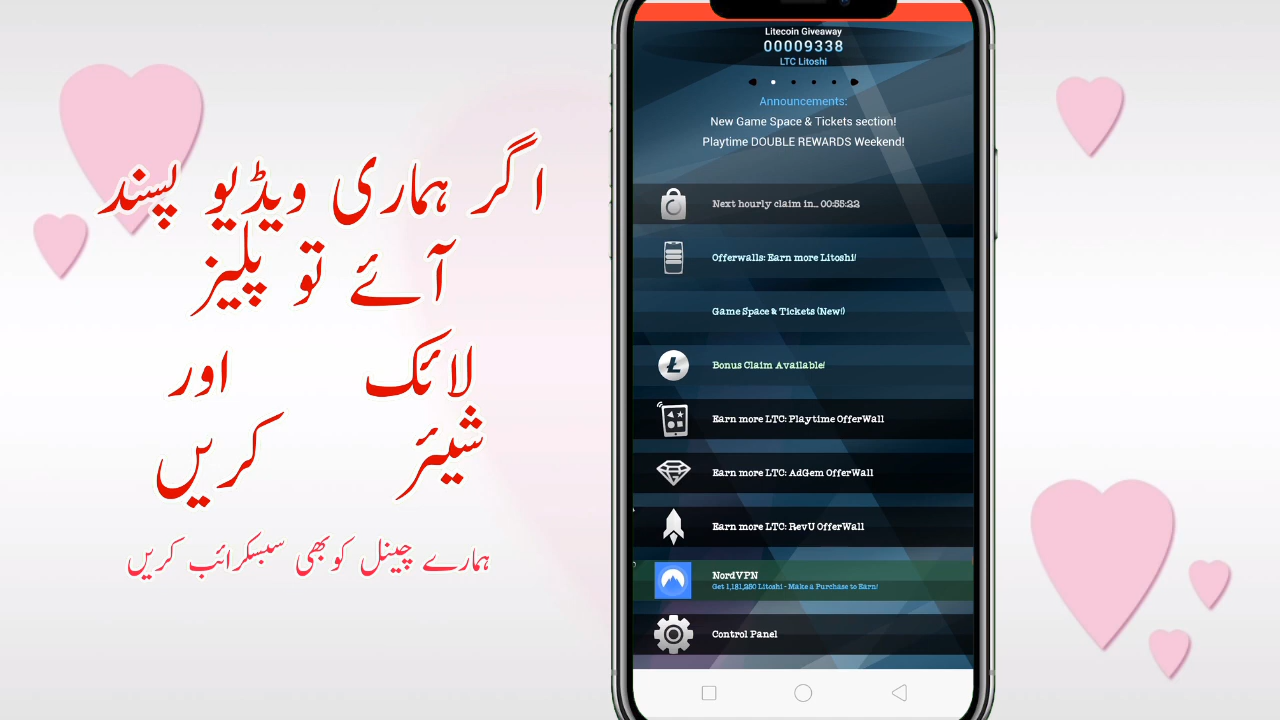 اگر ہماری ویڈیو پسند
آئے تو پلیز
لائک اور
شیئر کریں
ہمارے چینل کو بھی سبسکرائب کریں
Litecoin Giveaway
00009338
LTC Litoshi
Announcements:
New Game Space & Tickets section!
Playtime DOUBLE REWARDS Weekend!
Next hourly claim in... 00:55:22
Offerwalls: Earn more Litoshi!
Game Space & Tickets (New!)
Bonus Claim Available!
Earn more LTC: Playtime OfferWall
Earn more LTC: AdGem OfferWall
Earn more LTC: RevU OfferWall
NordVPN
Get 1,181,250 Litoshi - Make a Purchase to Earn!
Control Panel